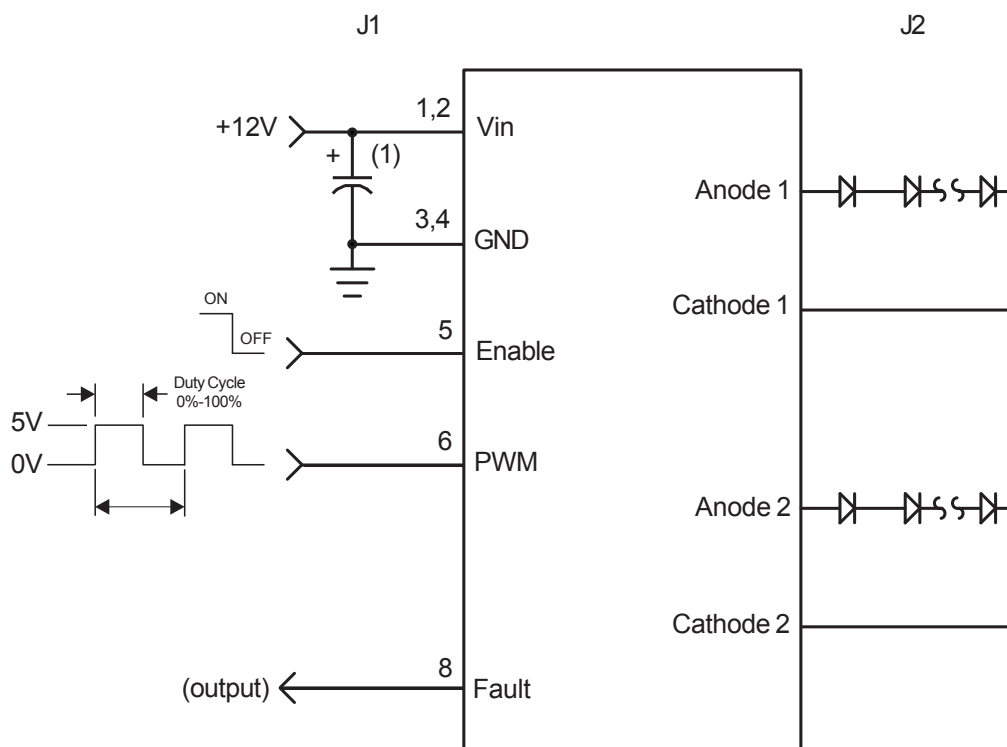 J1
J2
+12V
1,2
Vin
+
(1)
3,4
GND
Anode 1
Cathode 1
ON
OFF
5
Enable
Duty Cycle
0%-100%
5V
0V
6
PWM
Anode 2
Cathode 2
(output)
8
Fault